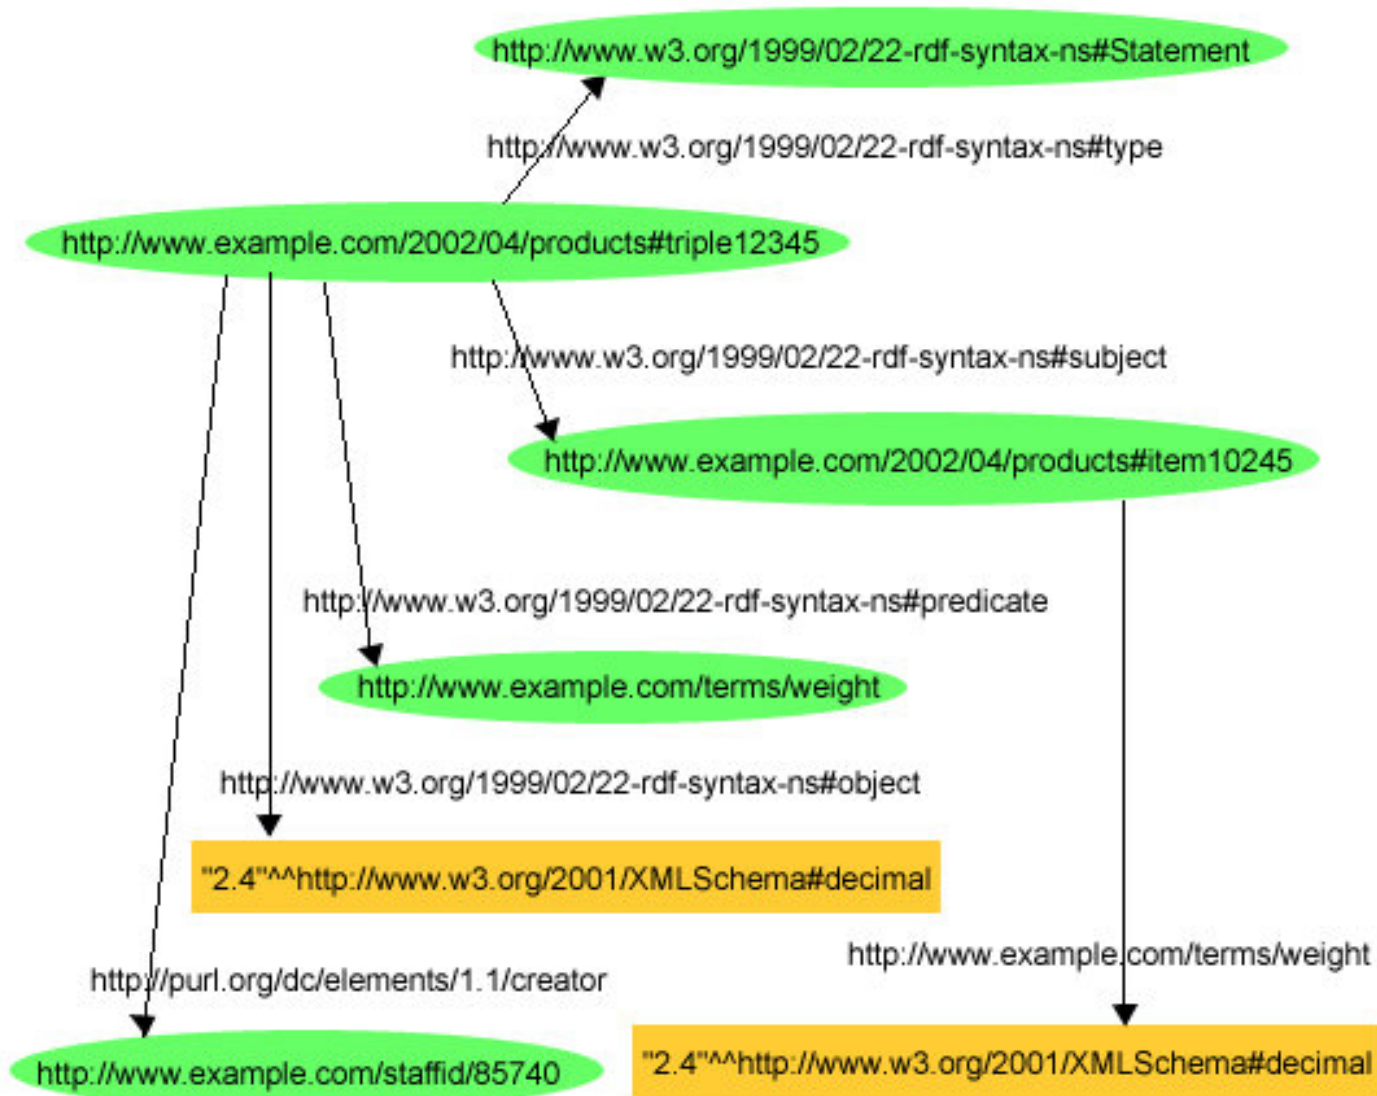 http://www.w3.org/1999/02/22-rdf-syntax-ns#Statement
http://www.w3.org/1999/02/22-rdf-syntax-ns#type
http://www.example.com/2002/04/products#triple12345
http://www.w3.org/1999/02/22-rdf-syntax-ns#subject
http://www.example.com/2002/04/products#item10245
http://www.w3.org/1999/02/22-rdf-syntax-ns#predicate
http://www.example.com/terms/weight
http://www.w3.org/1999/02/22-rdf-syntax-ns#object
"2.4"^^http://www.w3.org/2001/XMLSchema#decimal
http://www.example.com/terms/weight
http://purl.org/dc/elements/1.1/creator
"2.4"^^http://www.w3.org/2001/XMLSchema#decimal
http://www.example.com/staffid/85740